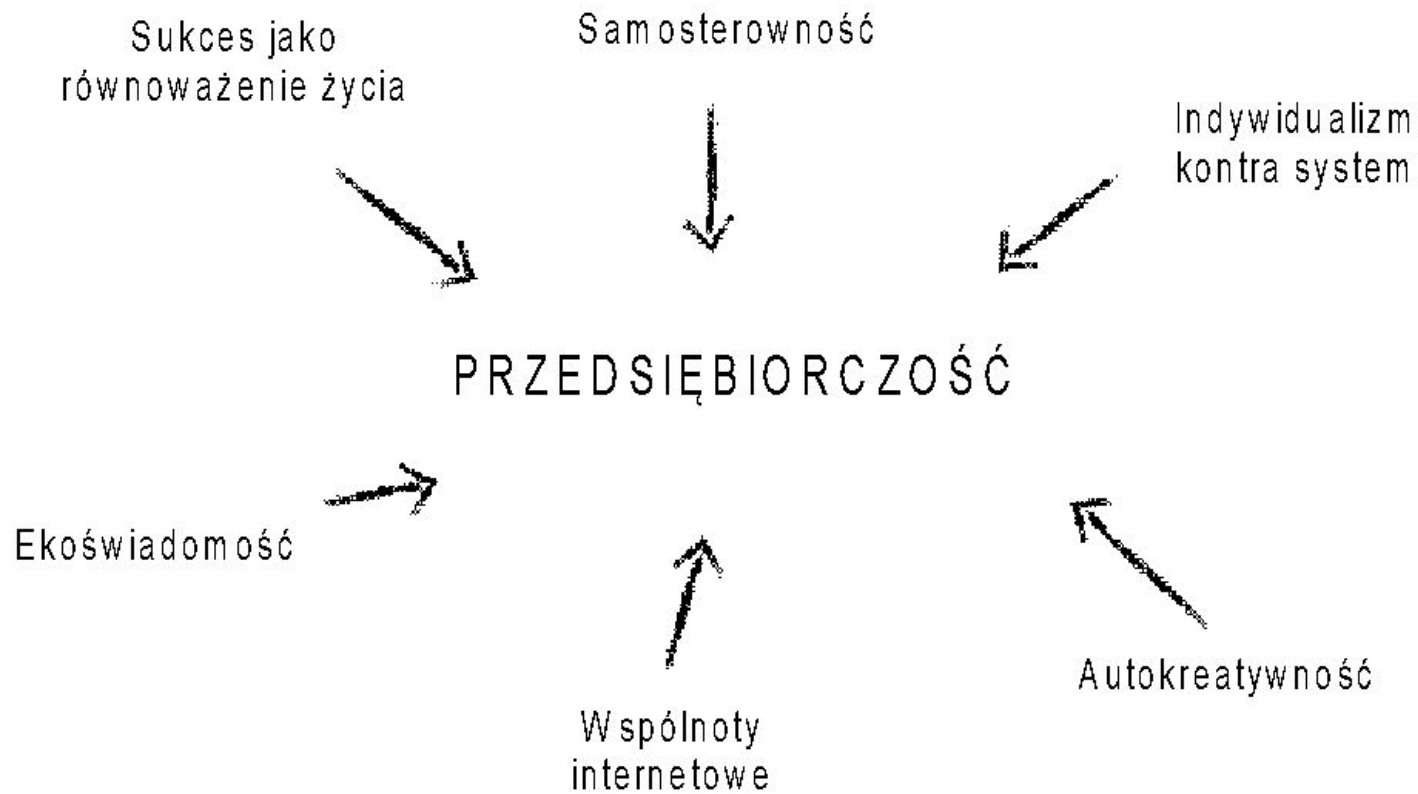 Sukces jako
równoważenie życia
Samosterowność
Indywidualizm
kontra system
PRZEDSIĘBIORCZOŚĆ
Ekoświadomość
Autokreatywność
Wspólnoty
internetowe